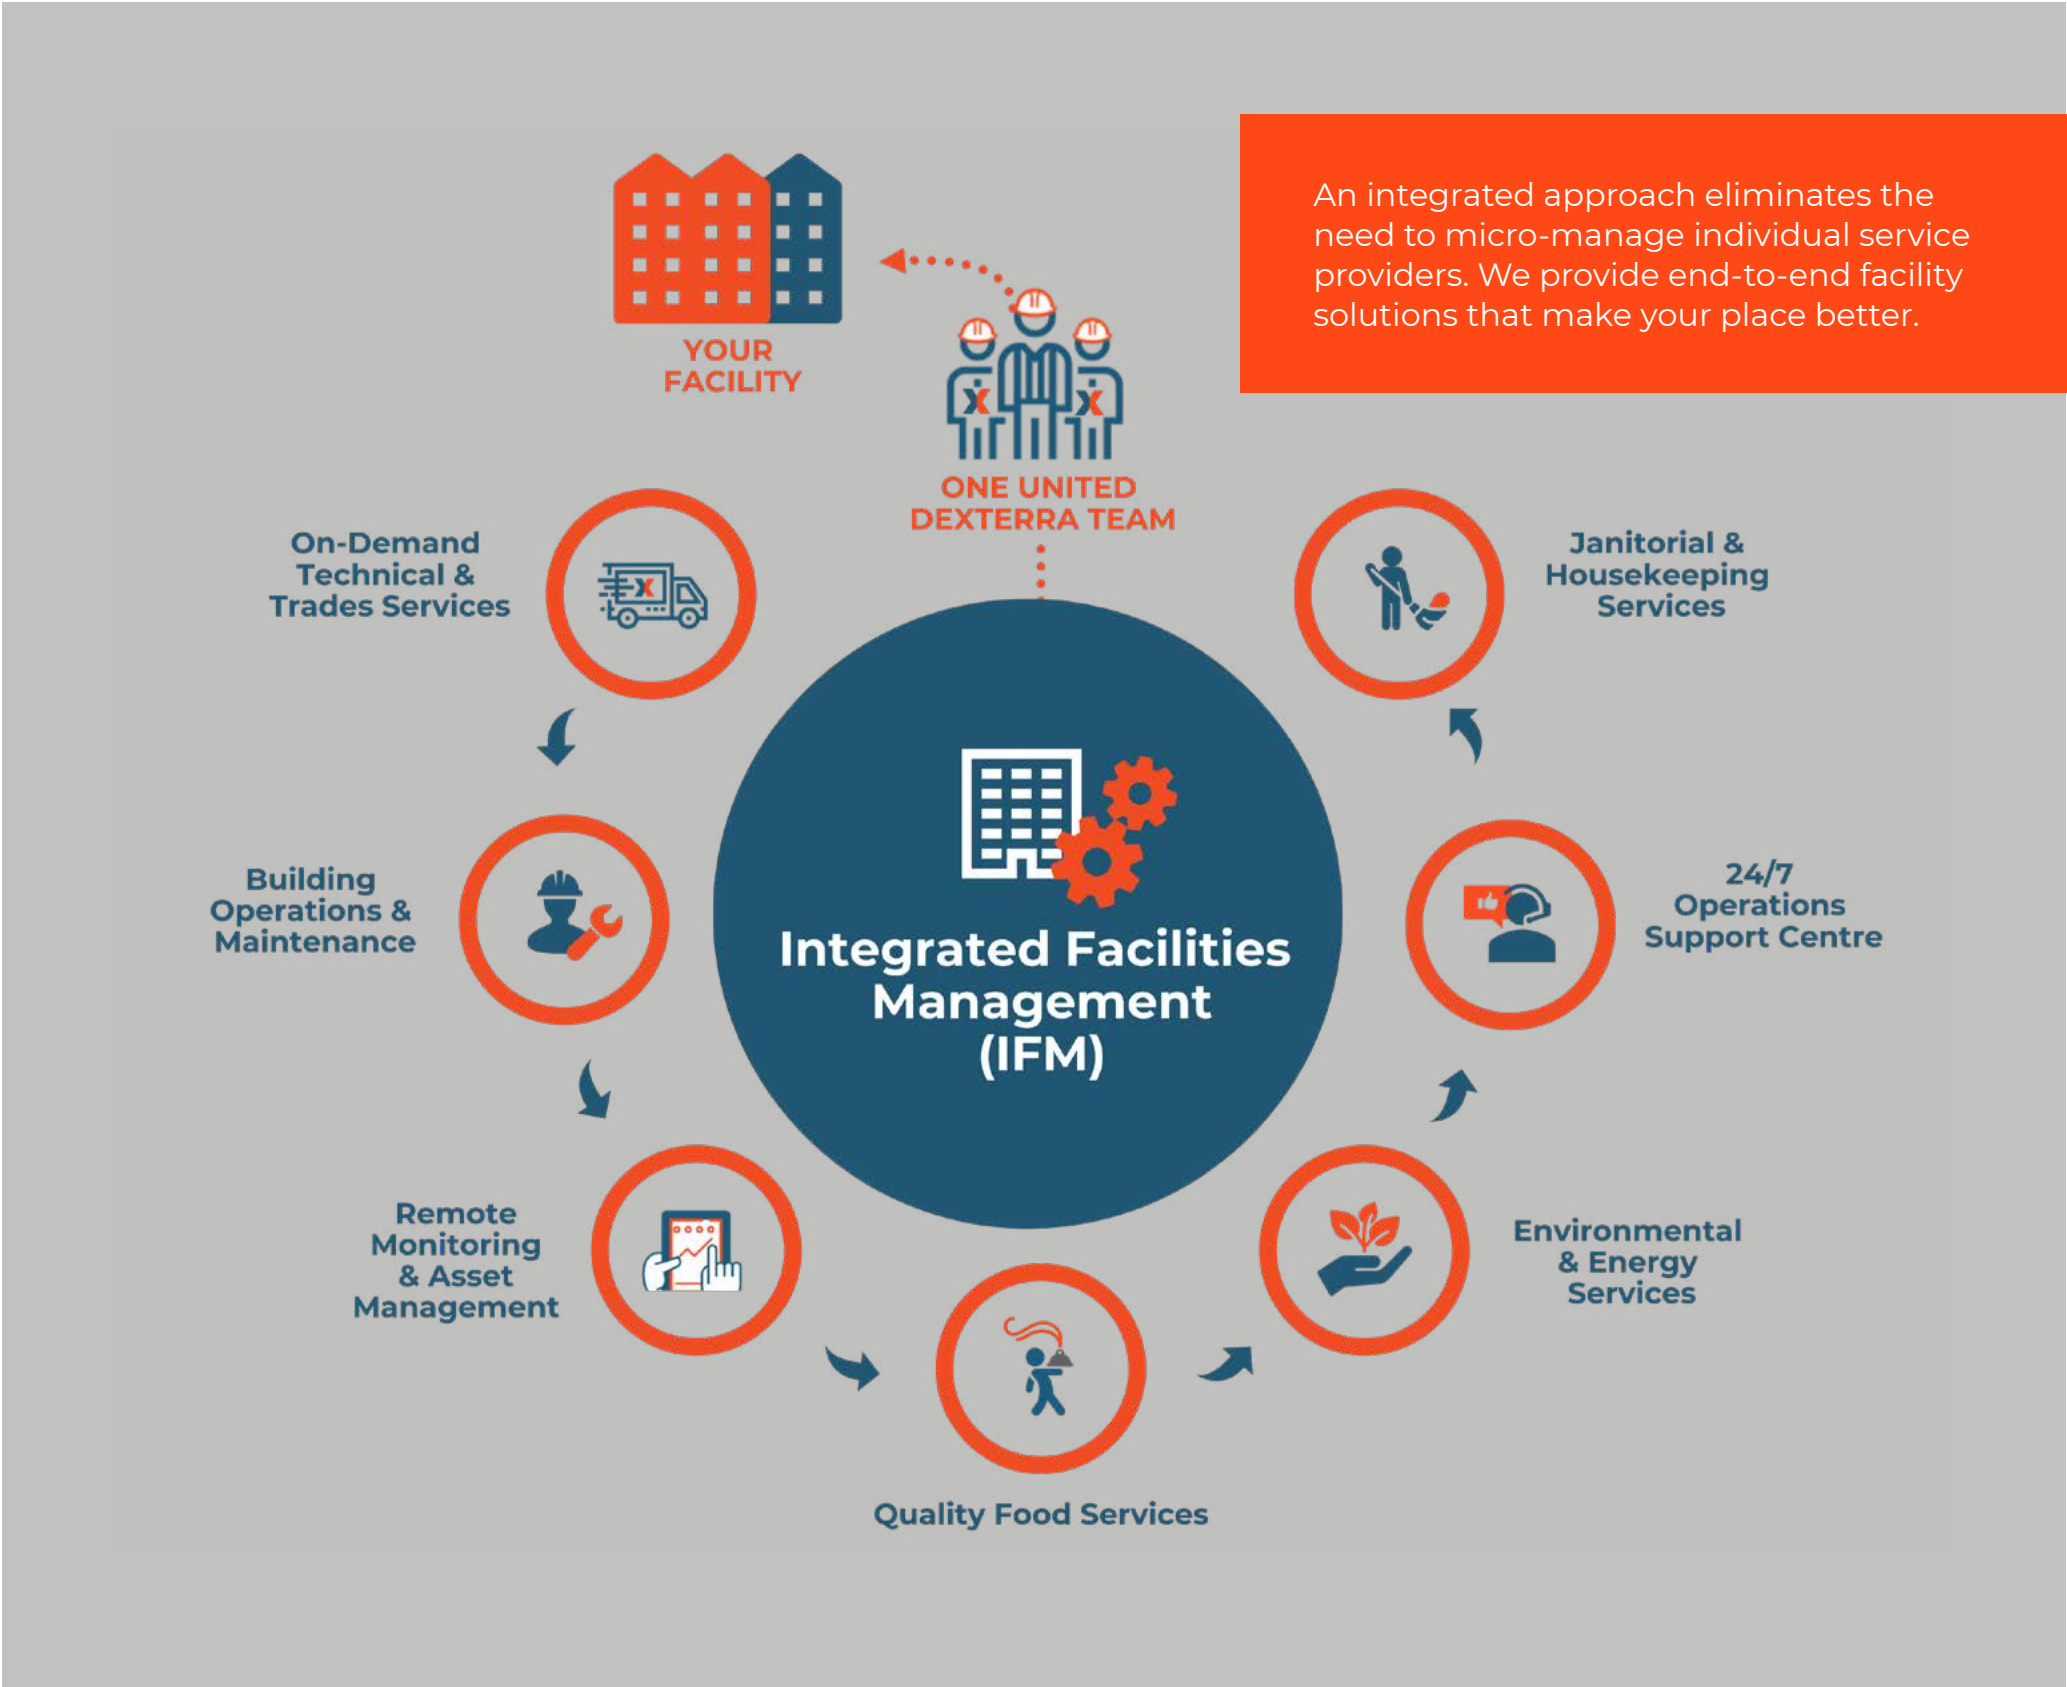 An integrated approach eliminates the
need to micro-manage individual service
providers. We provide end-to-end facility
solutions that make your place better.
YOUR
FACILITY
ONE UNITED
DEXTERRA TEAM
On-Demand
Technical &
Trades Services
Building
Operations &
Maintenance
Remote
Monitoring
& Asset
Management
Quality Food Services
Environmental
& Energy
Services
24/7
Operations
Support Centre
Janitorial &
Housekeeping
Services
Integrated Facilities
Management
(IFM)